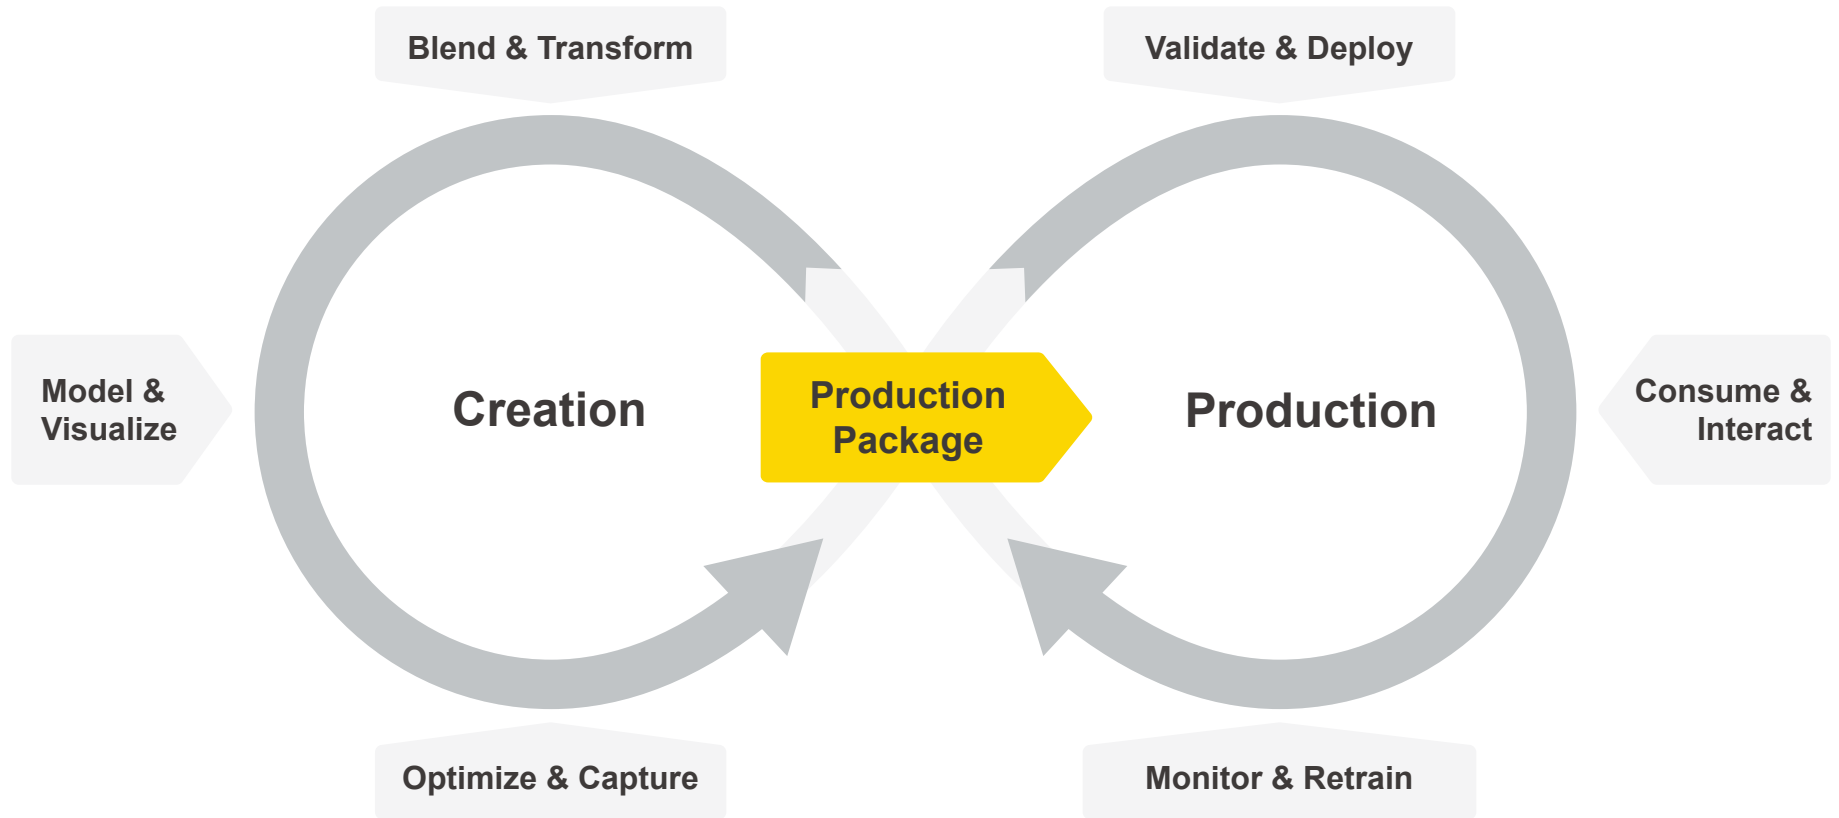 Blend & Transform
Validate & Deploy
Model &
Visualize
Creation
Production
Package
Production
Consume &
Interact
Optimize & Capture
Monitor & Retrain